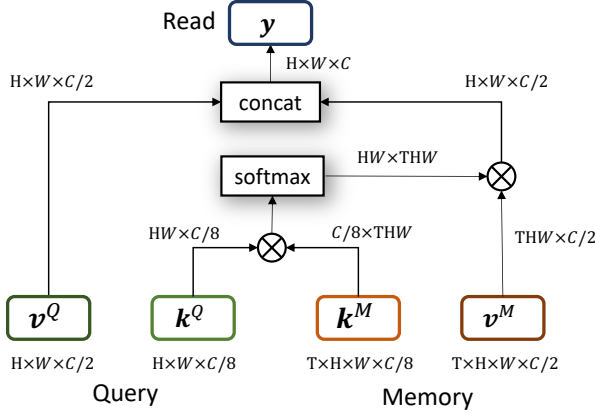 Read
y
H×W×C
H×W×C/2
H×W×C/2
concat
HW×THW
softmax
HW×C/8
C/8×THW
THW×C/2
v^Q
k^Q
k^M
v^M
H×W×C/2
H×W×C/8
T×H×W×C/8
T×H×W×C/2
Query
Memory